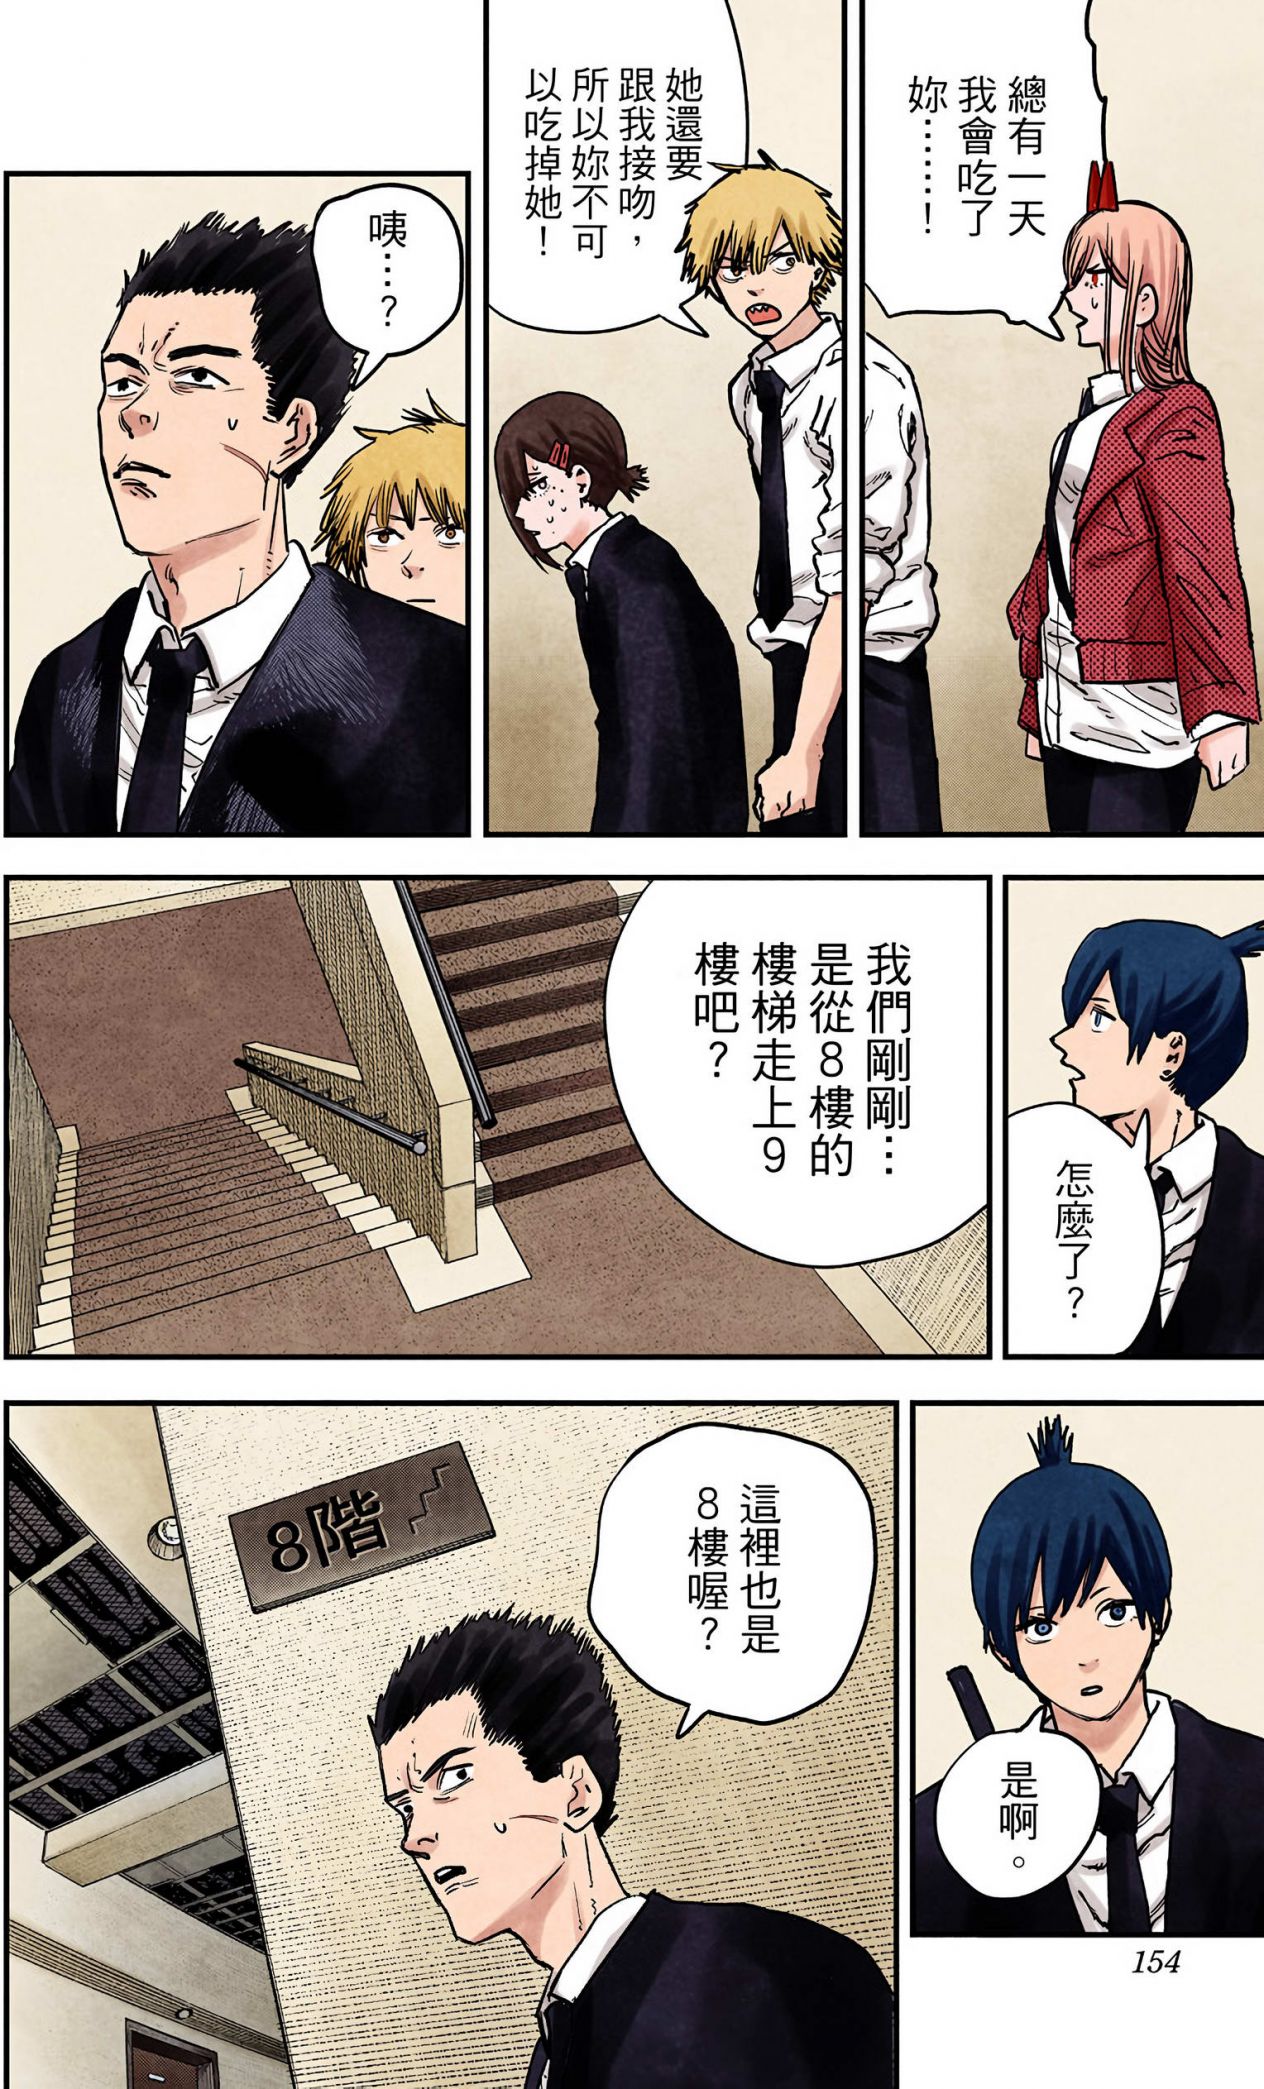 總有一天
我會吃了
妳⋯⋯！
她還要
跟我接吻，
所以妳不可
以吃掉她！
咦⋯？
怎麼了？
我們剛剛⋯
是從8樓的
樓梯走上9
樓吧？
是啊。
這裡也是
8樓喔？
8階
154